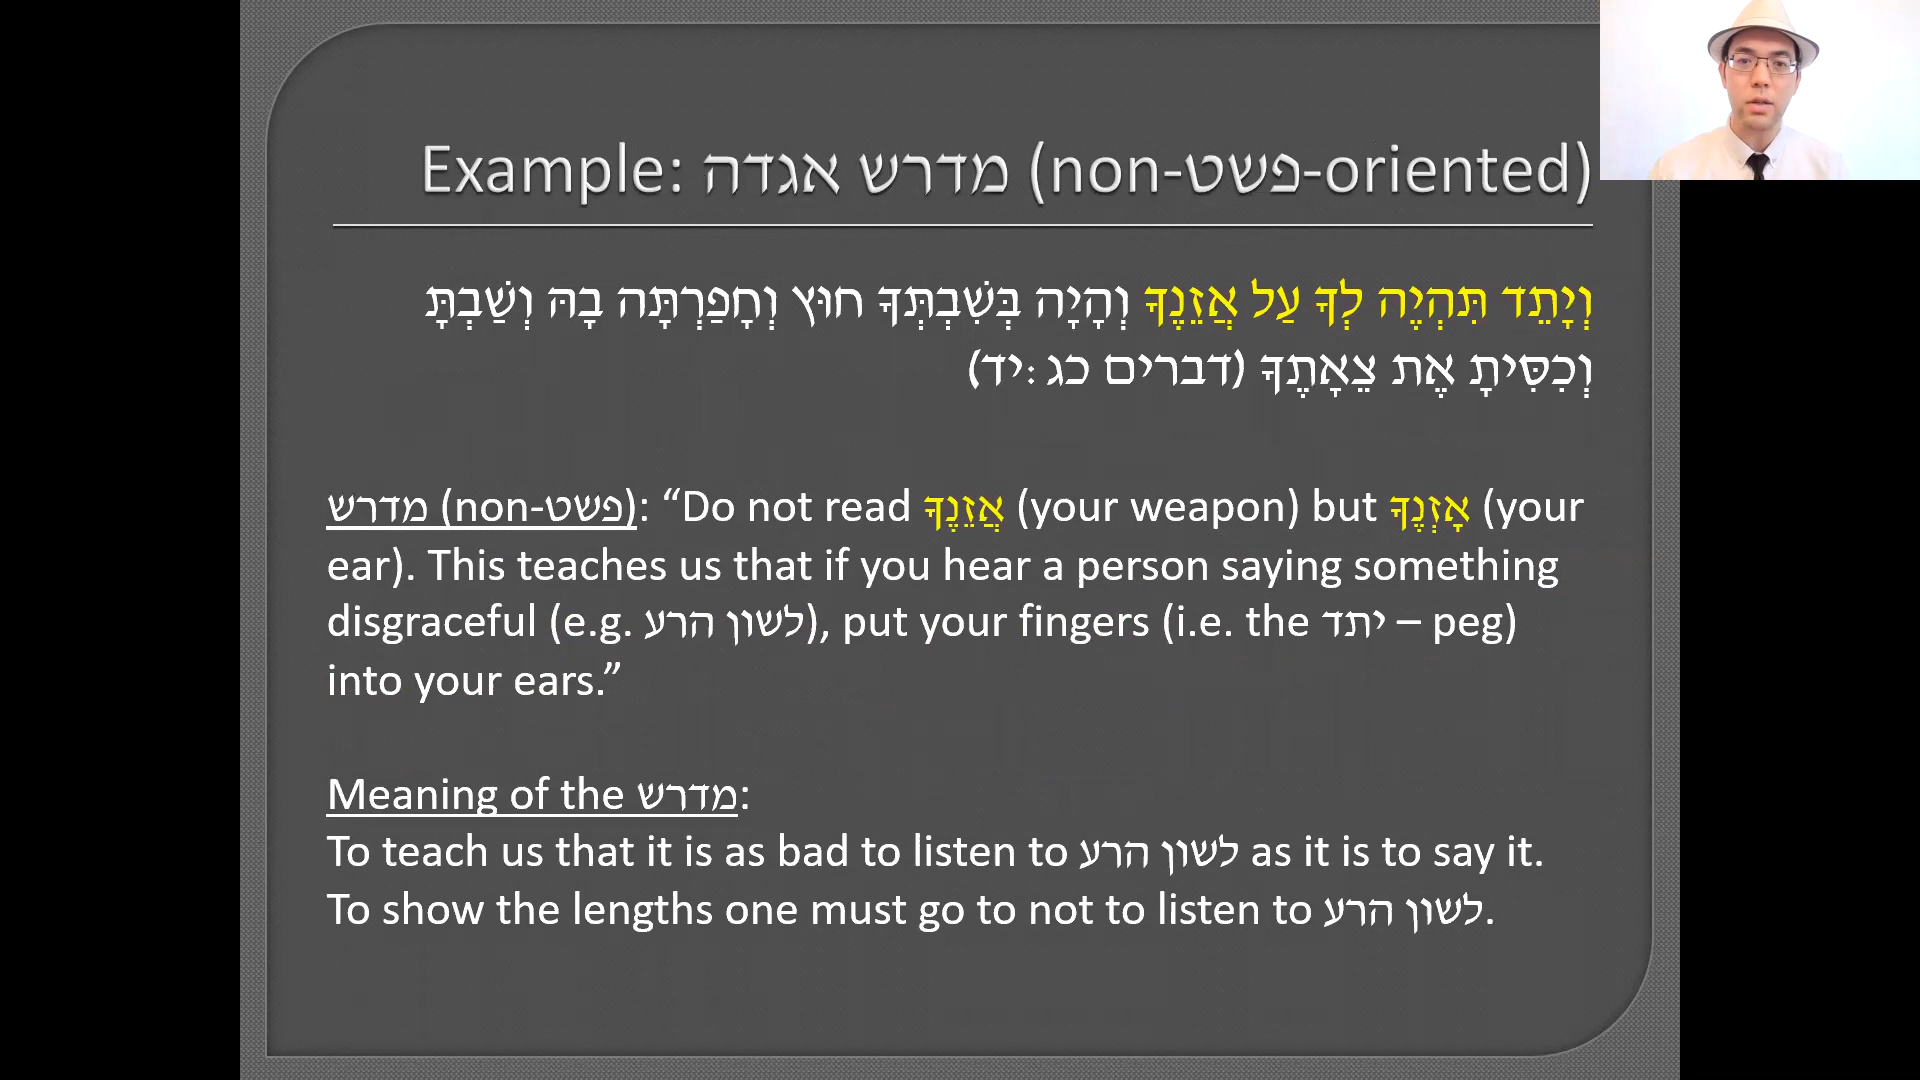 Example: מדרש אגדה (non-פשט-oriented)
וְיָתֵד תִּהְיֶה לְךָ עַל אֲזֵנֶךָ וְהָיָה בְּשִׁבְתְּךָ חוּץ וְחָפַרְתָּה בָהּ וְשַׁבְתָּ
וְכִסִּיתָ אֶת צֵאָתֶךָ (דברים כג:יד)
מדרש (non-פשט): “Do not read אֲזֵנֶךָ (your weapon) but אָזְנֶךָ (your
ear). This teaches us that if you hear a person saying something
disgraceful (e.g. לשון הרע), put your fingers (i.e. the יתד – peg)
into your ears.”
Meaning of the מדרש:
To teach us that it is as bad to listen to לשון הרע as it is to say it.
To show the lengths one must go to not to listen to לשון הרע.